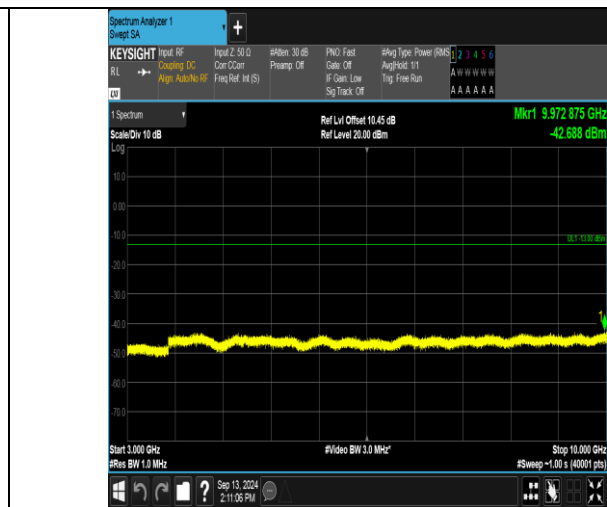 Spectrum Analyzer 1
Swept SA
+
KEYSIGHT
RL
LXI
Input: RF
Coupling: DC
Align: Auto/No RF
Input Z: 50 Ω
Corr CCorr
Freq Ref: Int (S)
#Atten: 30 dB
Preamp: Off
PNO: Fast
Gate: Off
IF Gain: Low
Sig Track: Off
#Avg Type: Power (RMS
Avg|Hold: 1/1
Trig: Free Run
1 2 3 4 5 6
A W W W W W
A A A A A A
1 Spectrum
Scale/Div 10 dB
Ref Lvl Offset 10.45 dB
Ref Level 20.00 dBm
Mkr1 9.972 875 GHz
-42.688 dBm
Log
10.0
0.00
-10.0
DL1 -13.00 dBm
-20.0
-30.0
-40.0
1
-50.0
-60.0
-70.0
Start 3.000 GHz
#Res BW 1.0 MHz
#Video BW 3.0 MHz*
Stop 10.000 GHz
#Sweep ~1.00 s (40001 pts)
?
Sep 13, 2024
2:11:06 PM